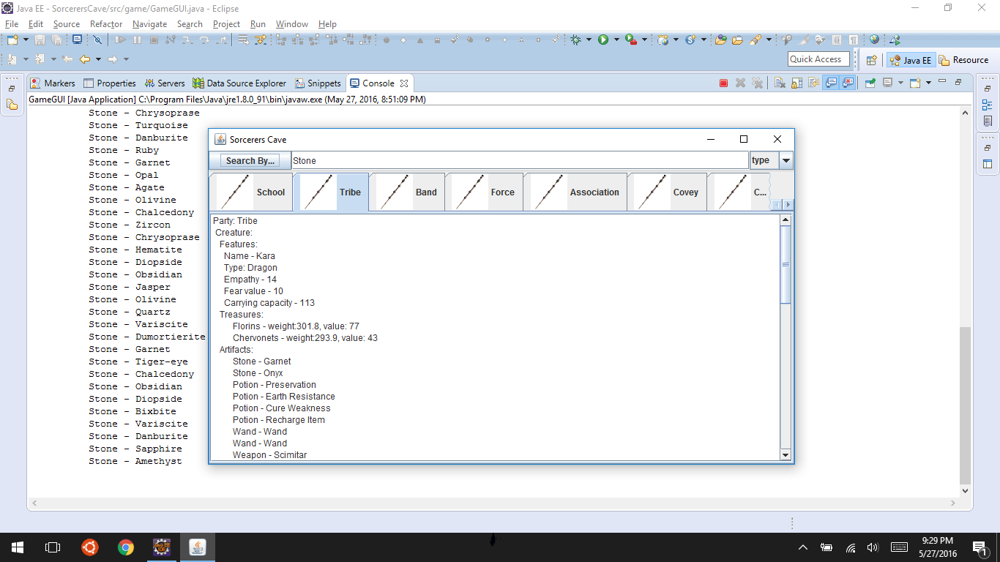 Java EE - SorcerersCave/src/game/GameGUI.java - Eclipse
File Edit Source Refactor Navigate Search Project Run Window Help
Quick Access
Java EE
Resource
Markers Properties Servers Data Source Explorer Snippets Console
GameGUI [Java Application] C:\Program Files\Java\jre1.8.0_91\bin\javaw.exe (May 27, 2016, 8:51:09 PM)
Stone - Chrysoprase
Stone - Turquoise
Stone - Danburite
Stone - Ruby
Stone - Garnet
Stone - Opal
Stone - Agate
Stone - Olivine
Stone - Chalcedony
Stone - Zircon
Stone - Chrysoprase
Stone - Hematite
Stone - Diopside
Stone - Obsidian
Stone - Jasper
Stone - Olivine
Stone - Quartz
Stone - Variscite
Stone - Dumortierite
Stone - Garnet
Stone - Tiger-eye
Stone - Chalcedony
Stone - Obsidian
Stone - Diopside
Stone - Bixbite
Stone - Variscite
Stone - Danburite
Stone - Sapphire
Stone - Amethyst
Sorcerers Cave
Search By... Stone type
School Tribe Band Force Association Covey C...
Party: Tribe
Creature:
Features:
Name - Kara
Type: Dragon
Empathy - 14
Fear value - 10
Carrying capacity - 113
Treasures:
Florins - weight:301.8, value: 77
Chervonets - weight:293.9, value: 43
Artifacts:
Stone - Garnet
Stone - Onyx
Potion - Preservation
Potion - Earth Resistance
Potion - Cure Weakness
Potion - Recharge Item
Wand - Wand
Wand - Wand
Weapon - Scimitar
Java EE
IDE
9:29 PM
5/27/2016
1